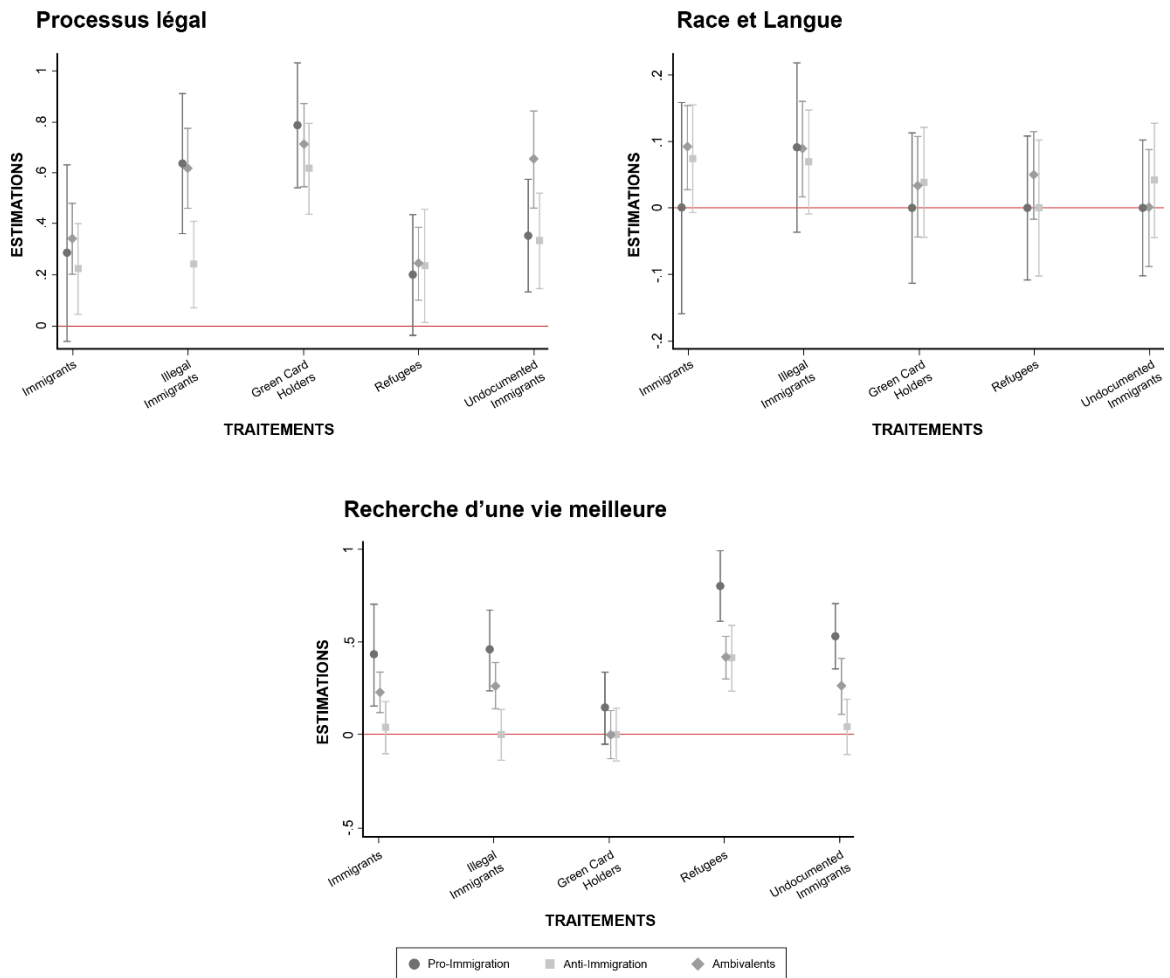 Processus légal
ESTIMATIONS
1
.8
.6
.4
.2
0
Immigrants
Illegal
Immigrants
Green Card
Holders
Refugees
Undocumented
Immigrants
TRAITEMENTS
Race et Langue
ESTIMATIONS
.2
.1
0
-.1
-.2
Immigrants
Illegal
Immigrants
Green Card
Holders
Refugees
Undocumented
Immigrants
TRAITEMENTS
Recherche d’une vie meilleure
ESTIMATIONS
1
.5
0
-.5
Immigrants
Illegal
Immigrants
Green Card
Holders
Refugees
Undocumented
Immigrants
TRAITEMENTS
Pro-Immigration Anti-Immigration Ambivalents